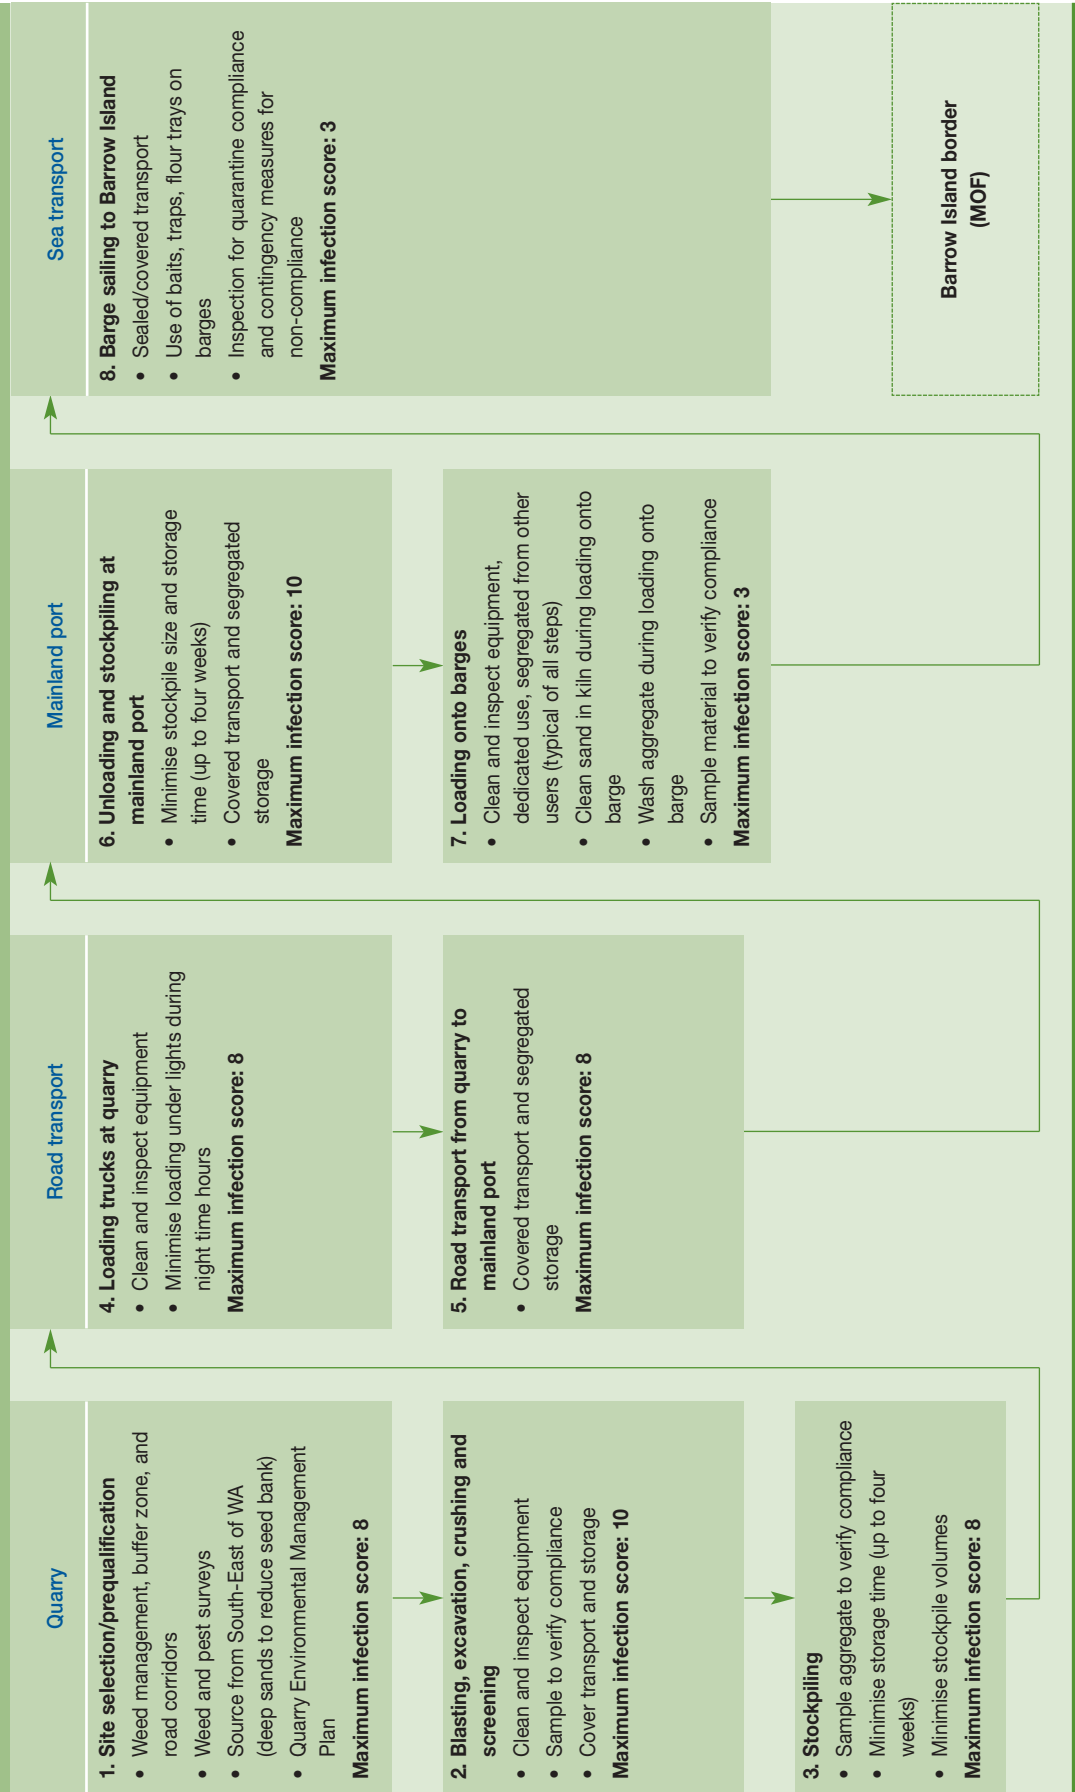 Quarry
1. Site selection/prequalification
• Weed management, buffer zone, and
road corridors
• Weed and pest surveys
• Source from South-East of WA
(deep sands to reduce seed bank)
• Quarry Environmental Management
Plan
Maximum infection score: 8
2. Blasting, excavation, crushing and
screening
• Clean and inspect equipment
• Sample to verify compliance
• Cover transport and storage
Maximum infection score: 10
3. Stockpiling
• Sample aggregate to verify compliance
• Minimise storage time (up to four
weeks)
• Minimise stockpile volumes
Maximum infection score: 8
Road transport
4. Loading trucks at quarry
• Clean and inspect equipment
• Minimise loading under lights during
night time hours
Maximum infection score: 8
5. Road transport from quarry to
mainland port
• Covered transport and segregated
storage
Maximum infection score: 8
Mainland port
6. Unloading and stockpiling at
mainland port
• Minimise stockpile size and storage
time (up to four weeks)
• Covered transport and segregated
storage
Maximum infection score: 10
7. Loading onto barges
• Clean and inspect equipment,
dedicated use, segregated from other
users (typical of all steps)
• Clean sand in kiln during loading onto
barge
• Wash aggregate during loading onto
barge
• Sample material to verify compliance
Maximum infection score: 3
Sea transport
8. Barge sailing to Barrow Island
• Sealed/covered transport
• Use of baits, traps, flour trays on
barges
• Inspection for quarantine compliance
and contingency measures for
non-compliance
Maximum infection score: 3
Barrow Island border
(MOF)